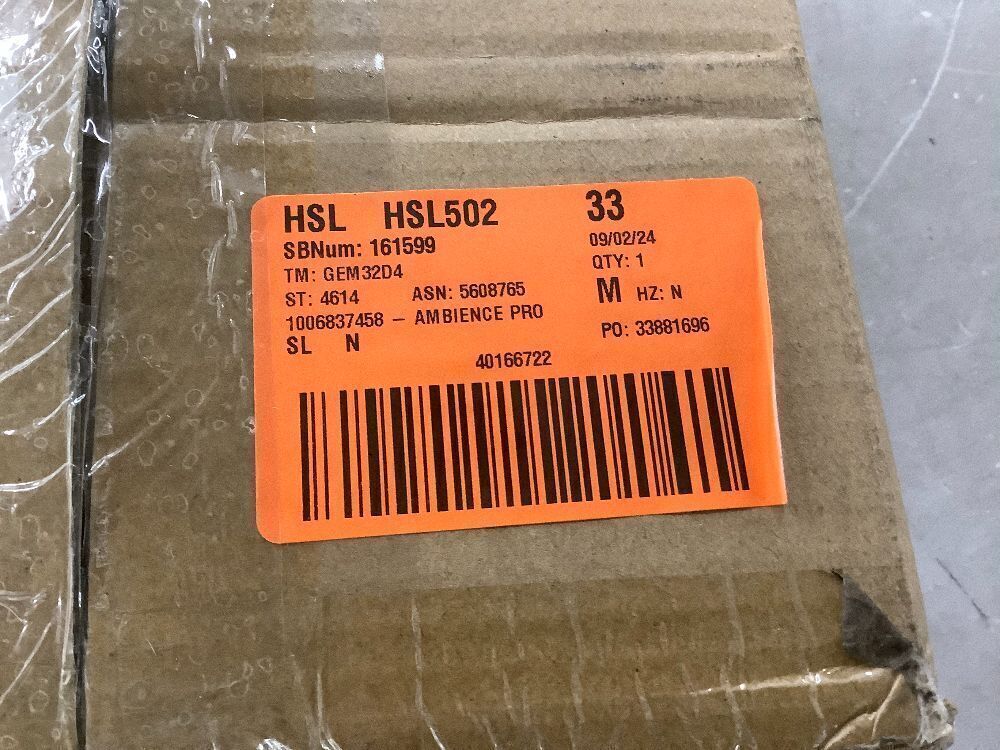 HSL HSL502 33
SBNum: 161599 09/02/24
TM: GEM32D4 QTY: 1
ST: 4614 ASN: 5608765 M HZ: N
1006837458 – AMBIENCE PRO
SL N PO: 33881696
40166722